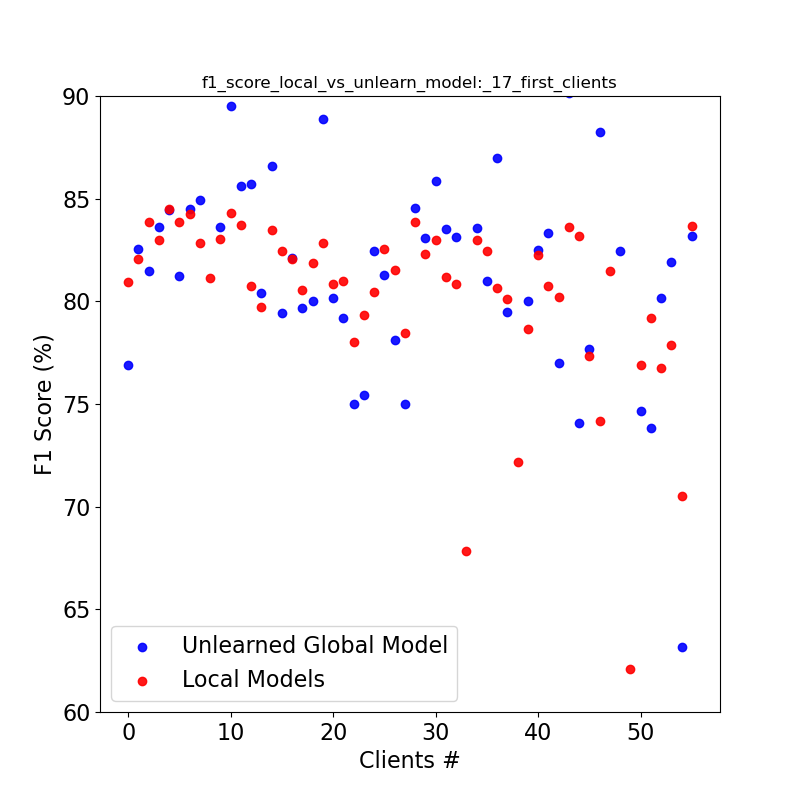 f1_score_local_vs_unlearn_model:_17_first_clients
90
85
80
75
70
65
60
F1 Score (%)
Unlearned Global Model
Local Models
0 10 20 30 40 50
Clients #